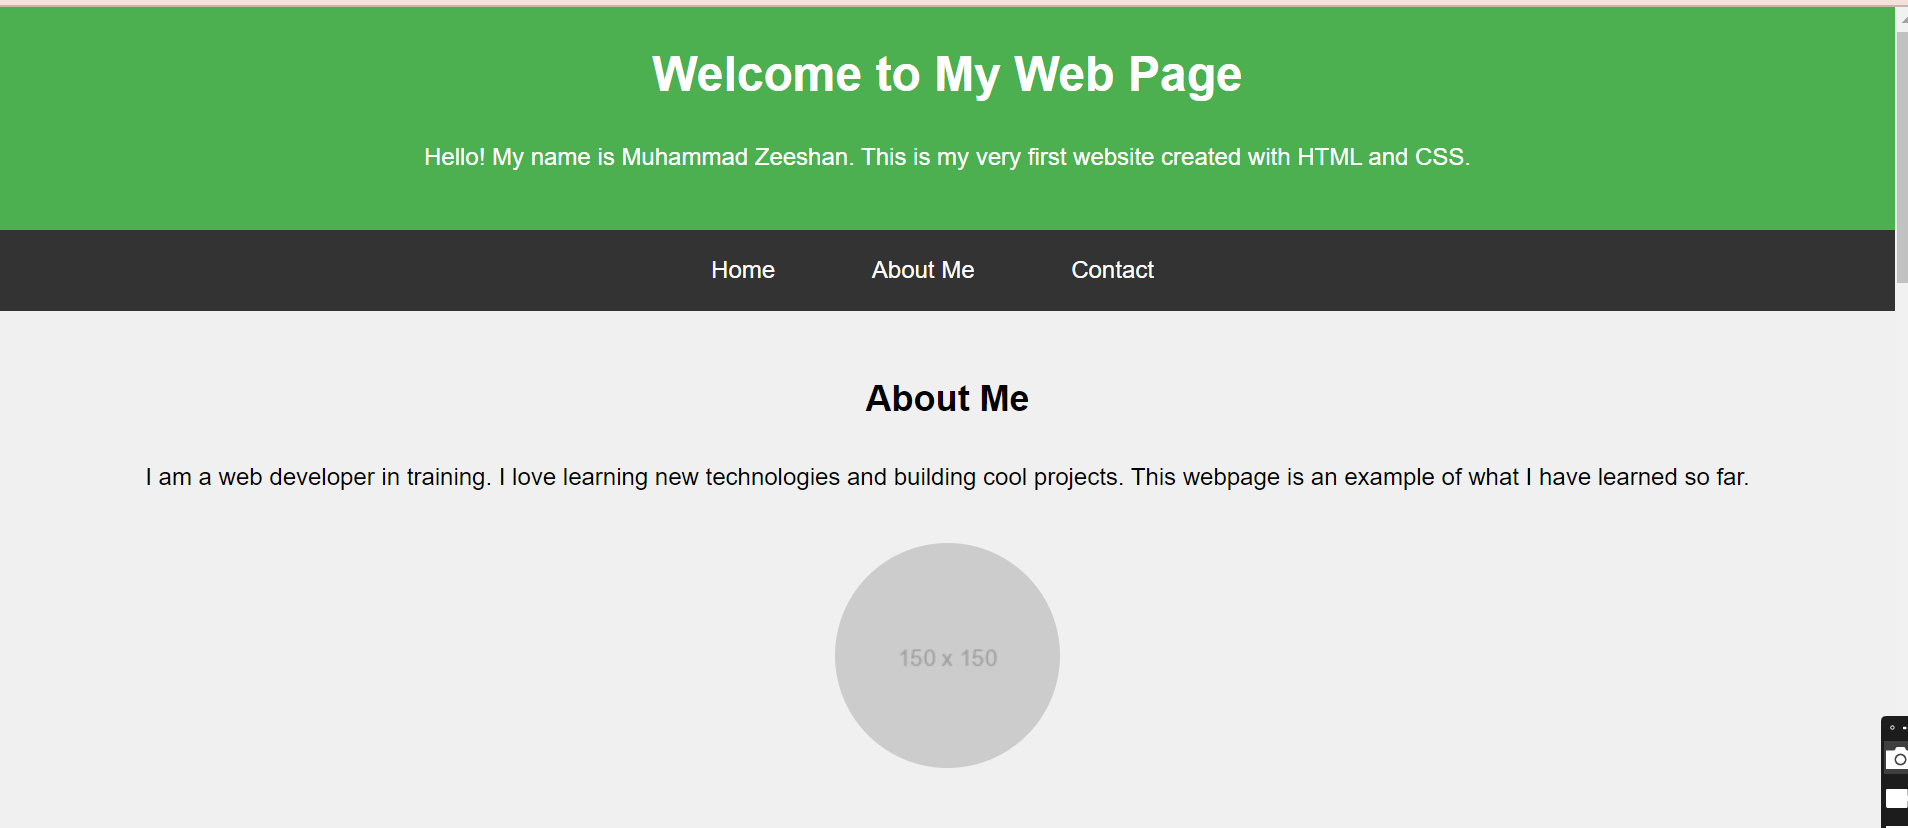 Welcome to My Web Page
Hello! My name is Muhammad Zeeshan. This is my very first website created with HTML and CSS.
Home About Me Contact
About Me
I am a web developer in training. I love learning new technologies and building cool projects. This webpage is an example of what I have learned so far.
150 x 150